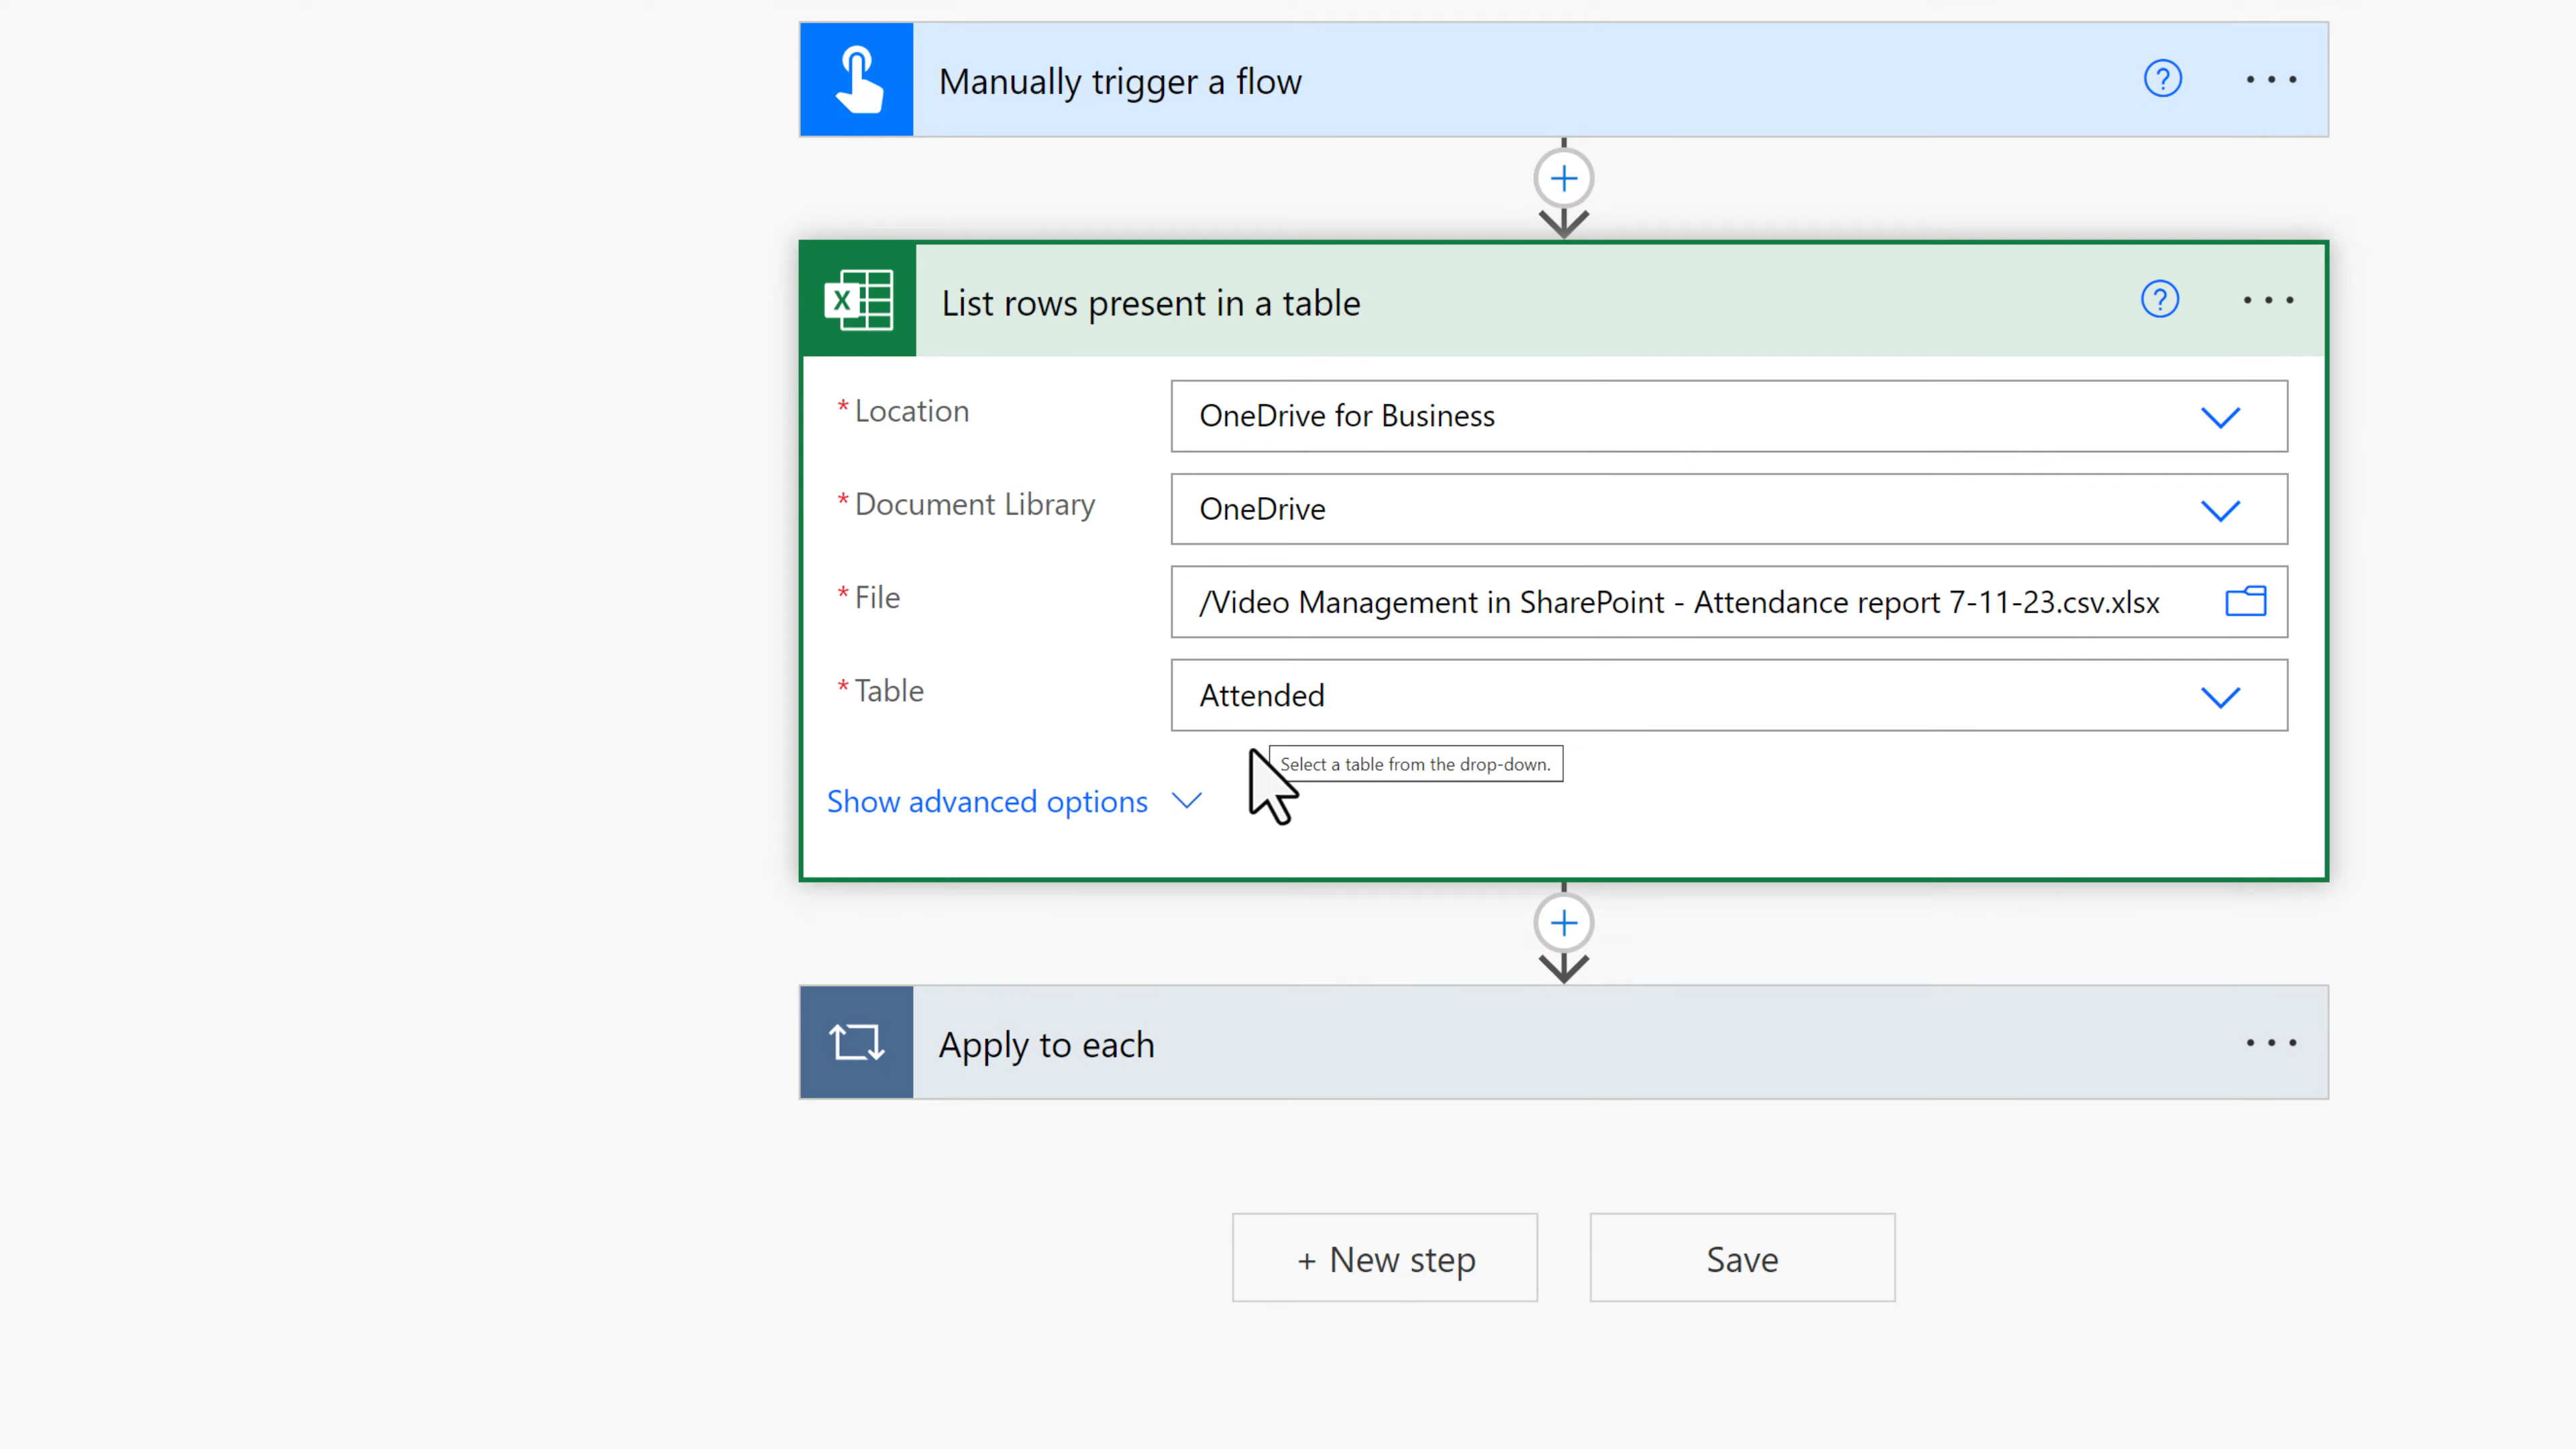 Manually trigger a flow
List rows present in a table
* Location
OneDrive for Business
* Document Library
OneDrive
* File
/Video Management in SharePoint - Attendance report 7-11-23.csv.xlsx
* Table
Attended
Select a table from the drop-down.
Show advanced options
Apply to each
+ New step
Save